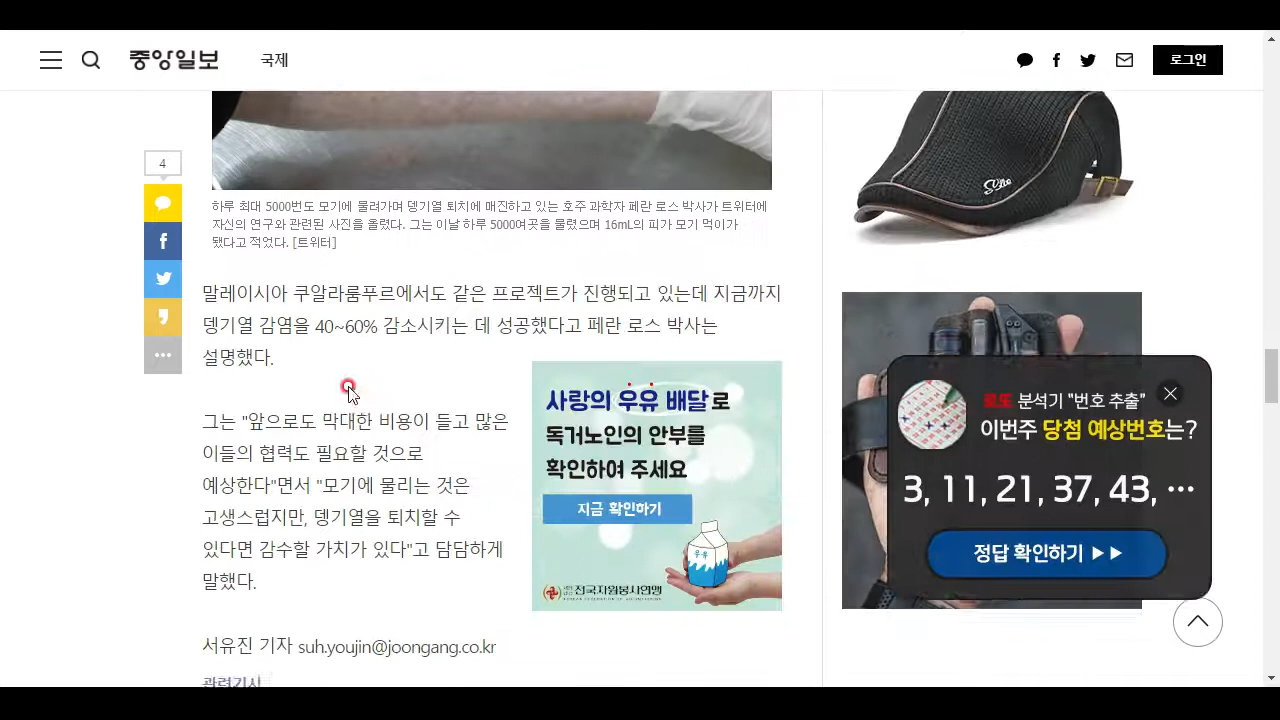 중앙일보
국제
로그인
4
하루 최대 5000번도 모기에 물려가며 뎅기열 퇴치에 매진하고 있는 호주 과학자 페란 로스 박사가 트위터에
자신의 연구와 관련된 사진을 올렸다. 그는 이날 하루 5000여곳을 물렸으며 16mL의 피가 모기 먹이가
됐다고 적었다. [트위터]
말레이시아 쿠알라룸푸르에서도 같은 프로젝트가 진행되고 있는데 지금까지
뎅기열 감염을 40~60% 감소시키는 데 성공했다고 페란 로스 박사는
설명했다.
그는 "앞으로도 막대한 비용이 들고 많은
이들의 협력도 필요할 것으로
예상한다"면서 "모기에 물리는 것은
고생스럽지만, 뎅기열을 퇴치할 수
있다면 감수할 가치가 있다"고 담담하게
말했다.
서유진 기자 suh.youjin@joongang.co.kr
관련기사
사랑의 우유 배달로
독거노인의 안부를
확인하여 주세요
지금 확인하기
우유
전국자원봉사연맹
로또 분석기 "번호 추출"
이번주 당첨 예상번호는?
3, 11, 21, 37, 43, ...
정답 확인하기 ▶▶